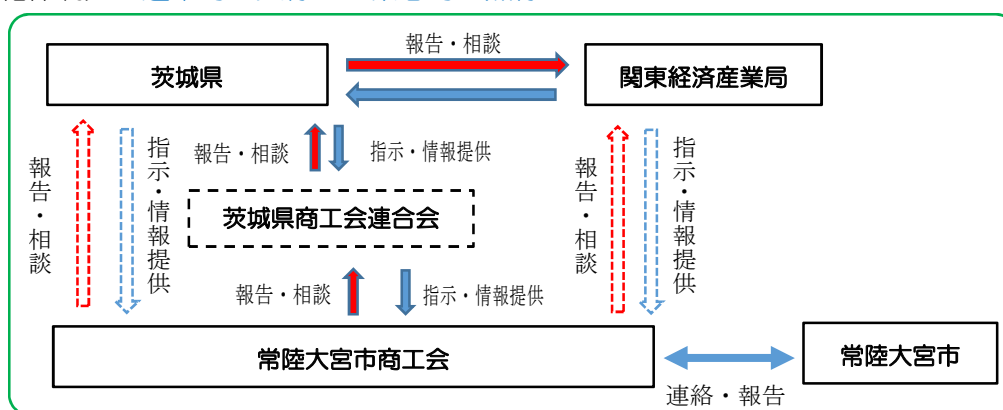 報告・相談
茨城県
関東経済産業局
報告・相談
指示・情報提供
報告・相談
指示・情報提供
報告・相談
指示・情報提供
茨城県商工会連合会
報告・相談
指示・情報提供
常陸大宮市商工会
常陸大宮市
連絡・報告